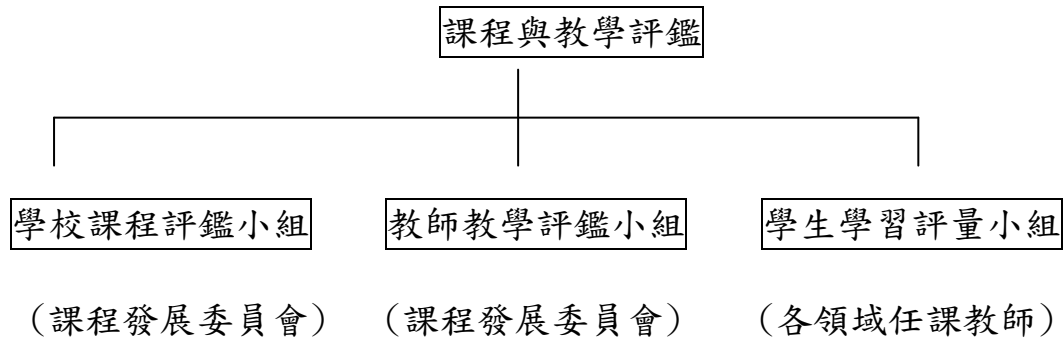 課程與教學評鑑
學校課程評鑑小組 教師教學評鑑小組 學生學習評量小組
（課程發展委員會） （課程發展委員會） （各領域任課教師）